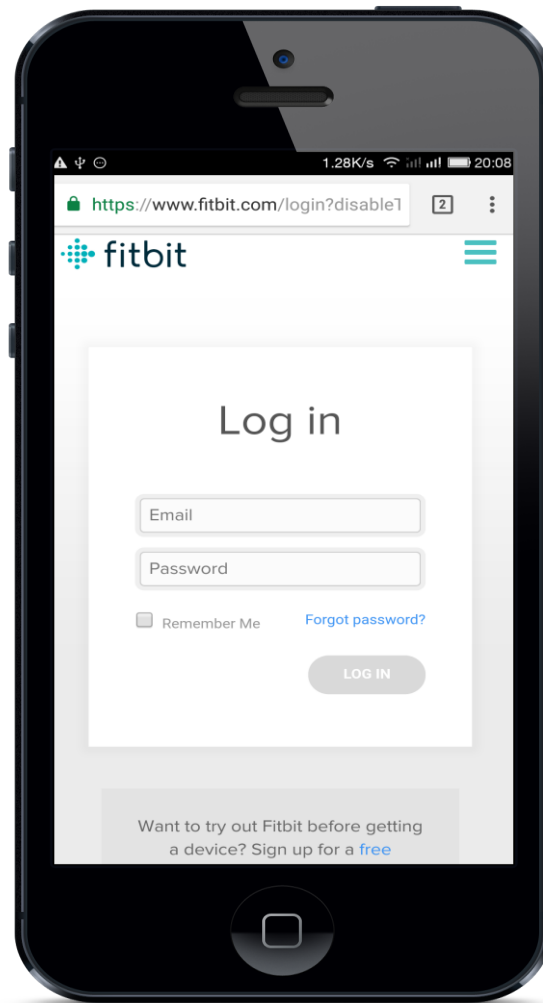 1.28K/s 20:08
https://www.fitbit.com/login?disableT 2
fitbit
Log in
Email
Password
Remember Me Forgot password?
LOG IN
Want to try out Fitbit before getting
a device? Sign up for a free